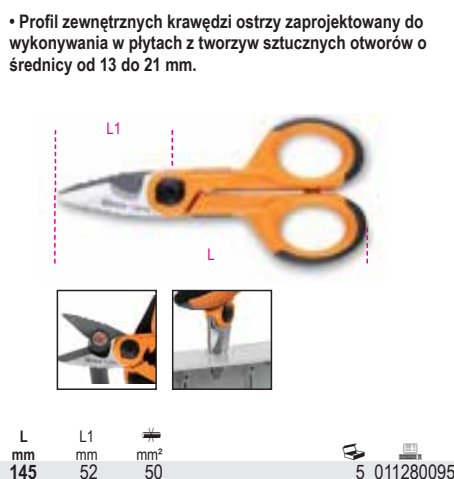 • Profil zewnętrznych krawędzi ostrzy zaprojektowany do
wykonywania w płytach z tworzyw sztucznych otworów o
średnicy od 13 do 21 mm.
L1
L
L L1
mm mm mm²
145 52 50 5 011280095